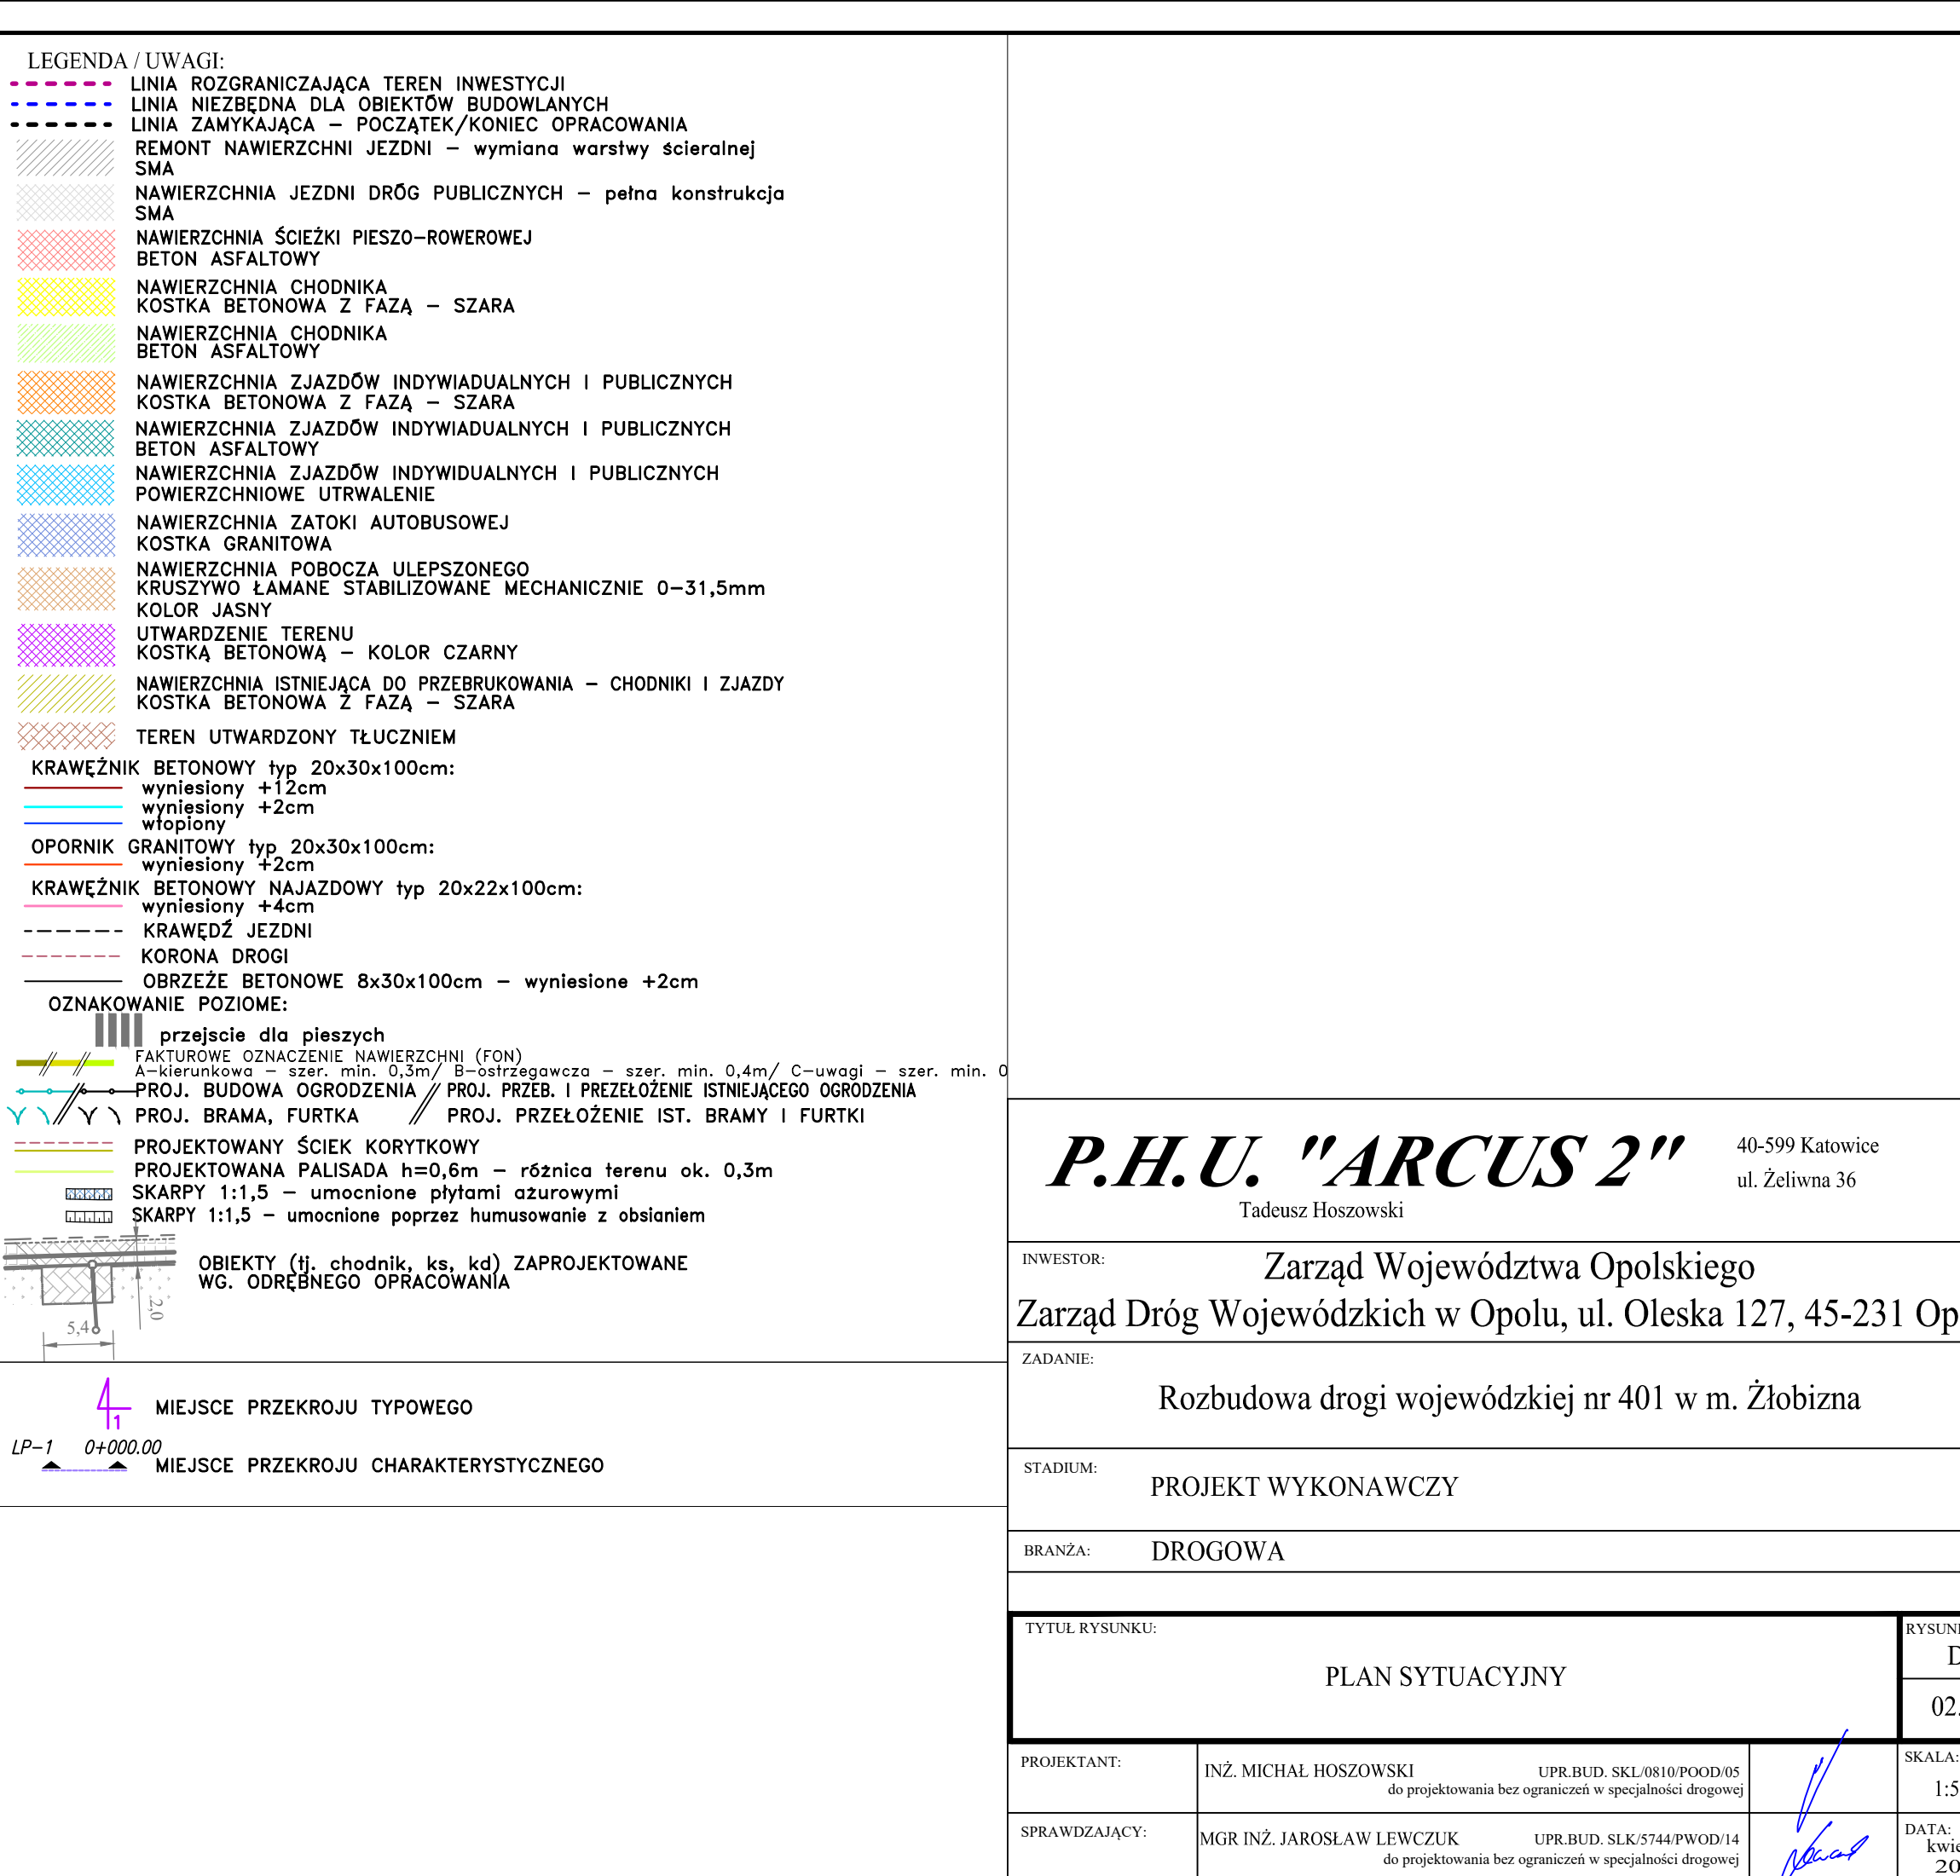 LEGENDA / UWAGI:
LINIA ROZGRANICZAJĄCA TEREN INWESTYCJI
LINIA NIEZBĘDNA DLA OBIEKTÓW BUDOWLANYCH
LINIA ZAMYKAJĄCA – POCZĄTEK/KONIEC OPRACOWANIA
REMONT NAWIERZCHNI JEZDNI – wymiana warstwy ścieralnej
SMA
NAWIERZCHNIA JEZDNI DRÓG PUBLICZNYCH – pełna konstrukcja
SMA
NAWIERZCHNIA ŚCIEŻKI PIESZO–ROWEROWEJ
BETON ASFALTOWY
NAWIERZCHNIA CHODNIKA
KOSTKA BETONOWA Z FAZĄ – SZARA
NAWIERZCHNIA CHODNIKA
BETON ASFALTOWY
NAWIERZCHNIA ZJAZDÓW INDYWIADUALNYCH I PUBLICZNYCH
KOSTKA BETONOWA Z FAZĄ – SZARA
NAWIERZCHNIA ZJAZDÓW INDYWIADUALNYCH I PUBLICZNYCH
BETON ASFALTOWY
NAWIERZCHNIA ZJAZDÓW INDYWIDUALNYCH I PUBLICZNYCH
POWIERZCHNIOWE UTRWALENIE
NAWIERZCHNIA ZATOKI AUTOBUSOWEJ
KOSTKA GRANITOWA
NAWIERZCHNIA POBOCZA ULEPSZONEGO
KRUSZYWO ŁAMANE STABILIZOWANE MECHANICZNIE 0–31,5mm
KOLOR JASNY
UTWARDZENIE TERENU
KOSTKĄ BETONOWĄ – KOLOR CZARNY
NAWIERZCHNIA ISTNIEJĄCA DO PRZEBRUKOWANIA – CHODNIKI I ZJAZDY
KOSTKA BETONOWA Z FAZĄ – SZARA
TEREN UTWARDZONY TŁUCZNIEM
KRAWĘŻNIK BETONOWY typ 20x30x100cm:
wyniesiony +12cm
wyniesiony +2cm
wtopiony
OPORNIK GRANITOWY typ 20x30x100cm:
wyniesiony +2cm
KRAWĘŻNIK BETONOWY NAJAZDOWY typ 20x22x100cm:
wyniesiony +4cm
KRAWĘDŹ JEZDNI
KORONA DROGI
OBRZEŻE BETONOWE 8x30x100cm – wyniesione +2cm
OZNAKOWANIE POZIOME:
przejscie dla pieszych
FAKTUROWE OZNACZENIE NAWIERZCHNI (FON)
A–kierunkowa – szer. min. 0,3m/ B–ostrzegawcza – szer. min. 0,4m/ C–uwagi – szer. min. 0
PROJ. BUDOWA OGRODZENIA // PROJ. PRZEB. I PREZEŁOŻENIE ISTNIEJĄCEGO OGRODZENIA
PROJ. BRAMA, FURTKA // PROJ. PRZEŁOŻENIE IST. BRAMY I FURTKI
PROJEKTOWANY ŚCIEK KORYTKOWY
PROJEKTOWANA PALISADA h=0,6m – różnica terenu ok. 0,3m
SKARPY 1:1,5 – umocnione płytami ażurowymi
SKARPY 1:1,5 – umocnione poprzez humusowanie z obsianiem
OBIEKTY (tj. chodnik, ks, kd) ZAPROJEKTOWANE
WG. ODRĘBNEGO OPRACOWANIA
2,0
5,4
1
MIEJSCE PRZEKROJU TYPOWEGO
LP–1 0+000.00
MIEJSCE PRZEKROJU CHARAKTERYSTYCZNEGO
P.H.U. "ARCUS 2"
Tadeusz Hoszowski
40-599 Katowice
ul. Żeliwna 36
INWESTOR:
Zarząd Województwa Opolskiego
Zarząd Dróg Wojewódzkich w Opolu, ul. Oleska 127, 45-231 Op
ZADANIE:
Rozbudowa drogi wojewódzkiej nr 401 w m. Żłobizna
STADIUM:
PROJEKT WYKONAWCZY
BRANŻA:
DROGOWA
TYTUŁ RYSUNKU:
PLAN SYTUACYJNY
RYSUN
D
02.
PROJEKTANT:
INŻ. MICHAŁ HOSZOWSKI UPR.BUD. SKL/0810/POOD/05
do projektowania bez ograniczeń w specjalności drogowej
SKALA:
1:5
SPRAWDZAJĄCY:
MGR INŻ. JAROSŁAW LEWCZUK UPR.BUD. SLK/5744/PWOD/14
do projektowania bez ograniczeń w specjalności drogowej
DATA:
kwie
20